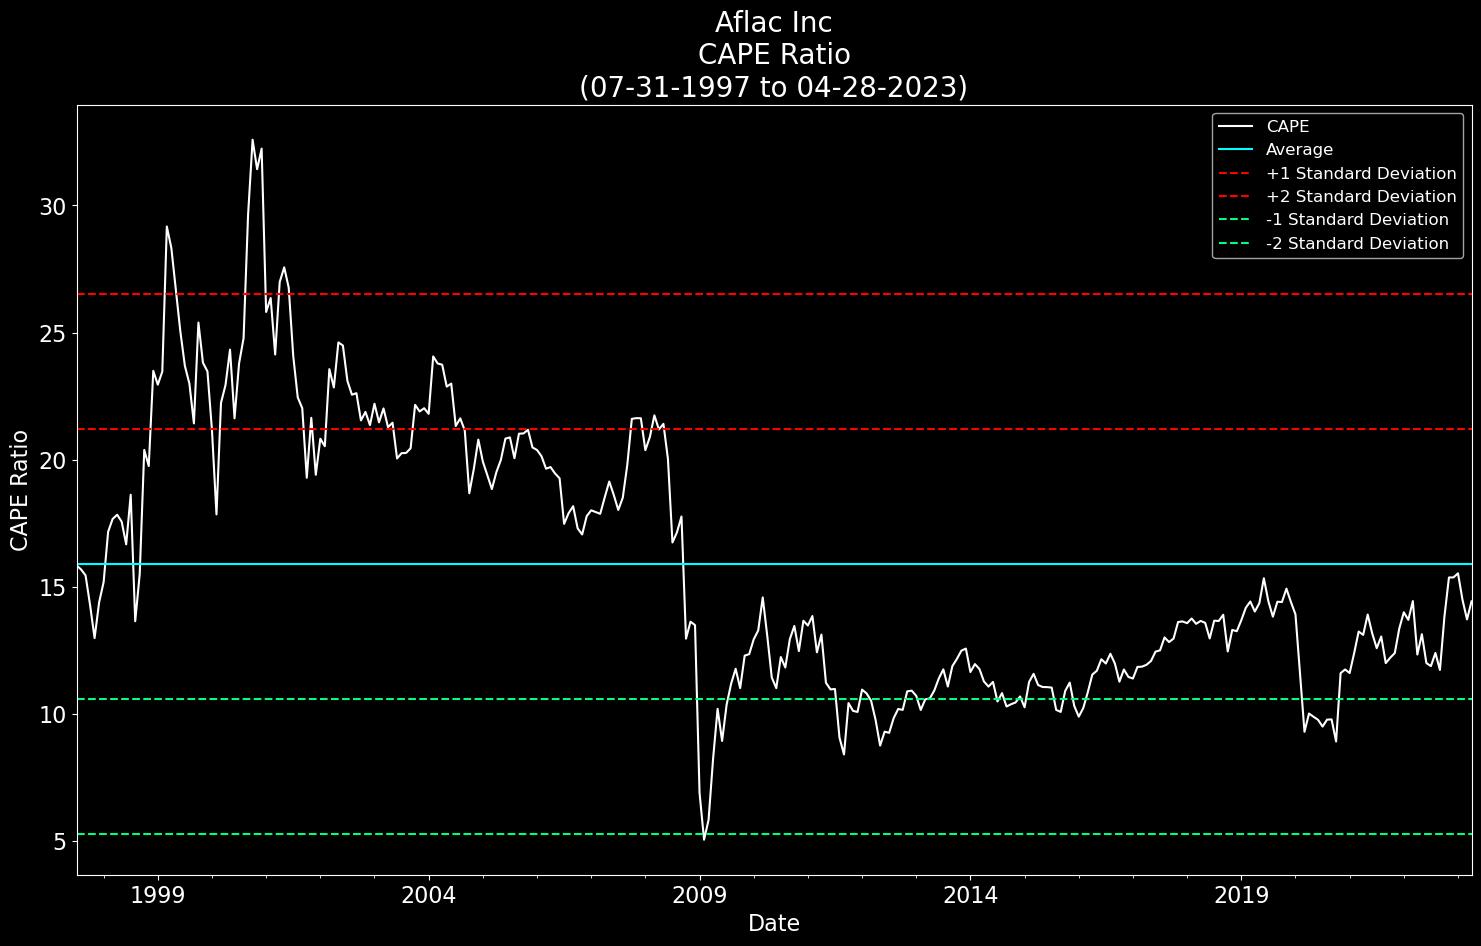 Aflac Inc
CAPE Ratio
(07-31-1997 to 04-28-2023)
CAPE
Average
+1 Standard Deviation
+2 Standard Deviation
-1 Standard Deviation
-2 Standard Deviation
CAPE Ratio
30
25
20
15
10
5
1999
2004
2009
2014
2019
Date